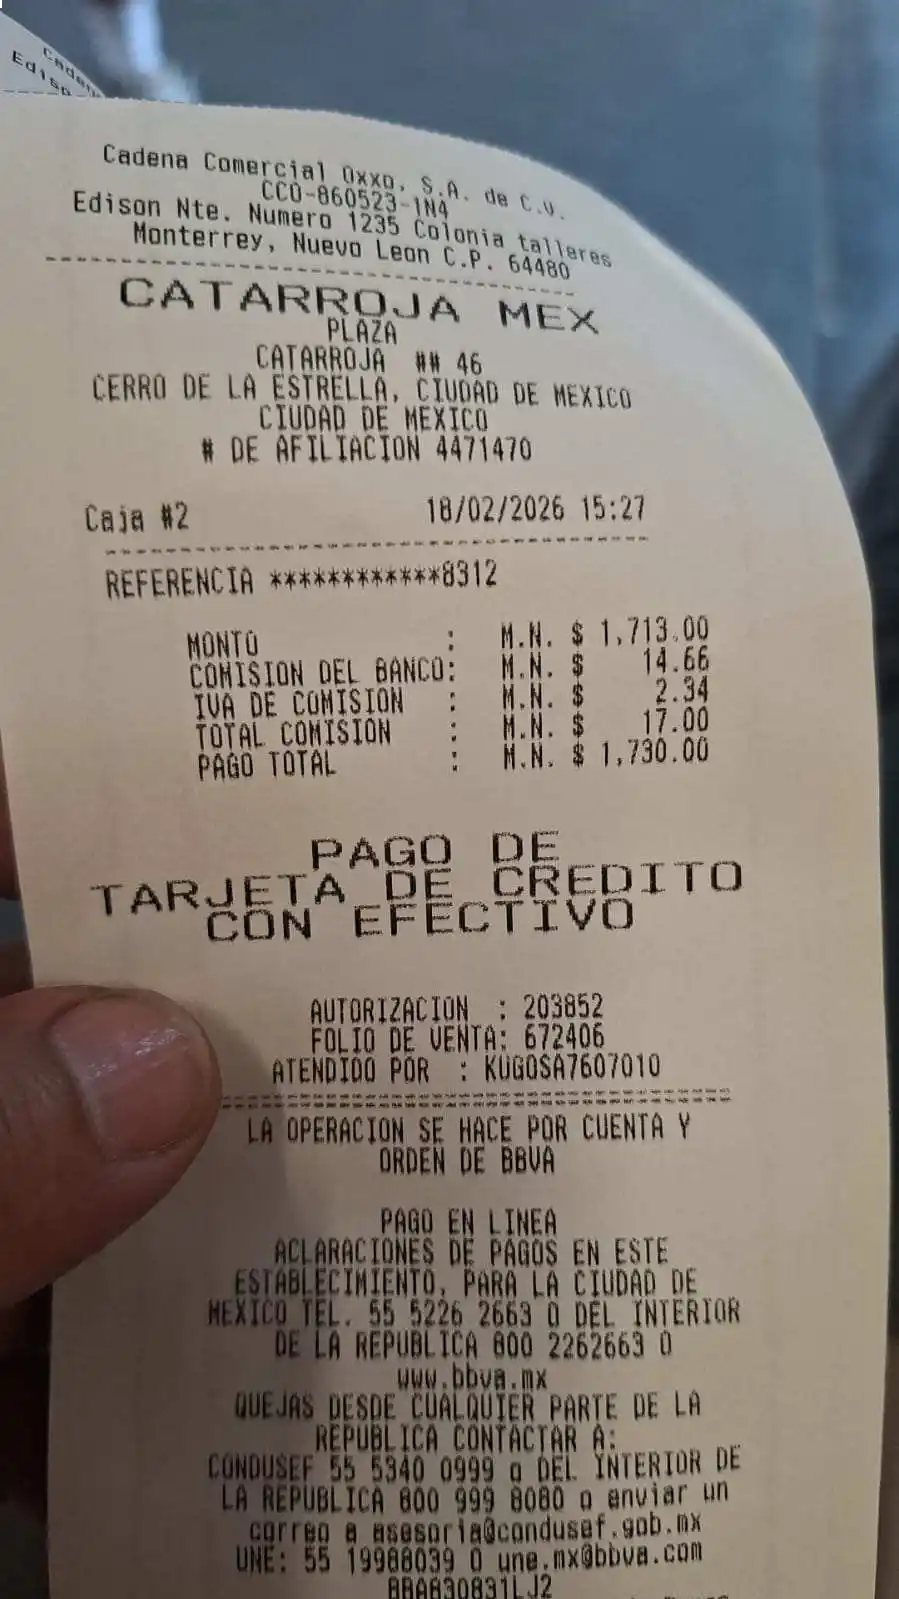 Caden
Ediso
Cadena Comercial Oxxo, S.A. de C.V.
CCO-860523-1N4
Edison Nte. Numero 1235 Colonia talleres
Monterrey, Nuevo Leon C.P. 64480
CATARROJA MEX
PLAZA
CATARROJA ## 46
CERRO DE LA ESTRELLA, CIUDAD DE MEXICO
CIUDAD DE MEXICO
# DE AFILIACION 4471470
Caja #2 18/02/2026 15:27
REFERENCIA ************8312
MONTO : M.N. $ 1,713.00
COMISION DEL BANCO: M.N. $ 14.66
IVA DE COMISION : M.N. $ 2.34
TOTAL COMISION : M.N. $ 17.00
PAGO TOTAL : M.N. $ 1,730.00
PAGO DE
TARJETA DE CREDITO
CON EFECTIVO
AUTORIZACION : 203852
FOLIO DE VENTA: 672406
ATENDIDO POR : KUGOSA7607010
LA OPERACION SE HACE POR CUENTA Y
ORDEN DE BBVA
PAGO EN LINEA
ACLARACIONES DE PAGOS EN ESTE
ESTABLECIMIENTO, PARA LA CIUDAD DE
MEXICO TEL. 55 5226 2663 O DEL INTERIOR
DE LA REPUBLICA 800 2262663 O
www.bbva.mx
QUEJAS DESDE CUALQUIER PARTE DE LA
REPUBLICA CONTACTAR A:
CONDUSEF 55 5340 0999 o DEL INTERIOR DE
LA REPUBLICA 800 999 8080 o enviar un
correo a asesoria@condusef.gob.mx
UNE: 55 19988039 O une.mx@bbva.com
BBA830831LJ2